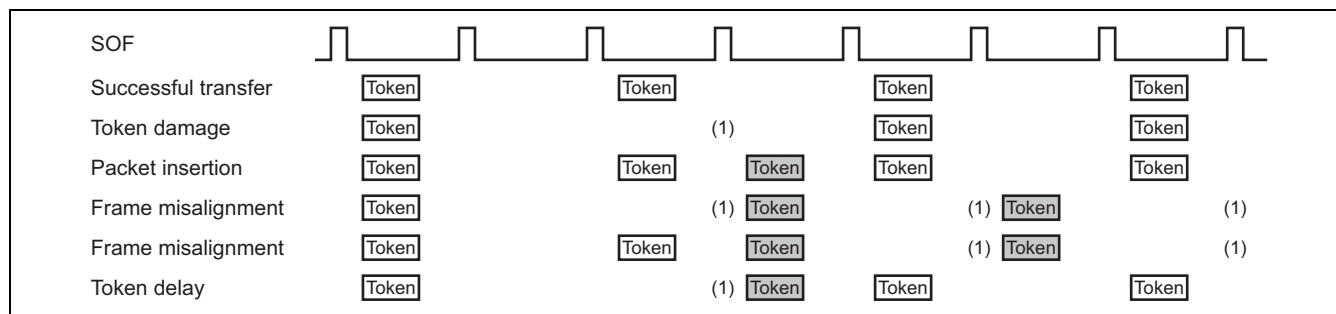 SOF
Successful transfer Token Token Token Token
Token damage Token (1) Token Token
Packet insertion Token Token Token Token Token
Frame misalignment Token (1) Token (1) Token (1)
Frame misalignment Token Token Token (1) Token (1)
Token delay Token (1) Token Token Token